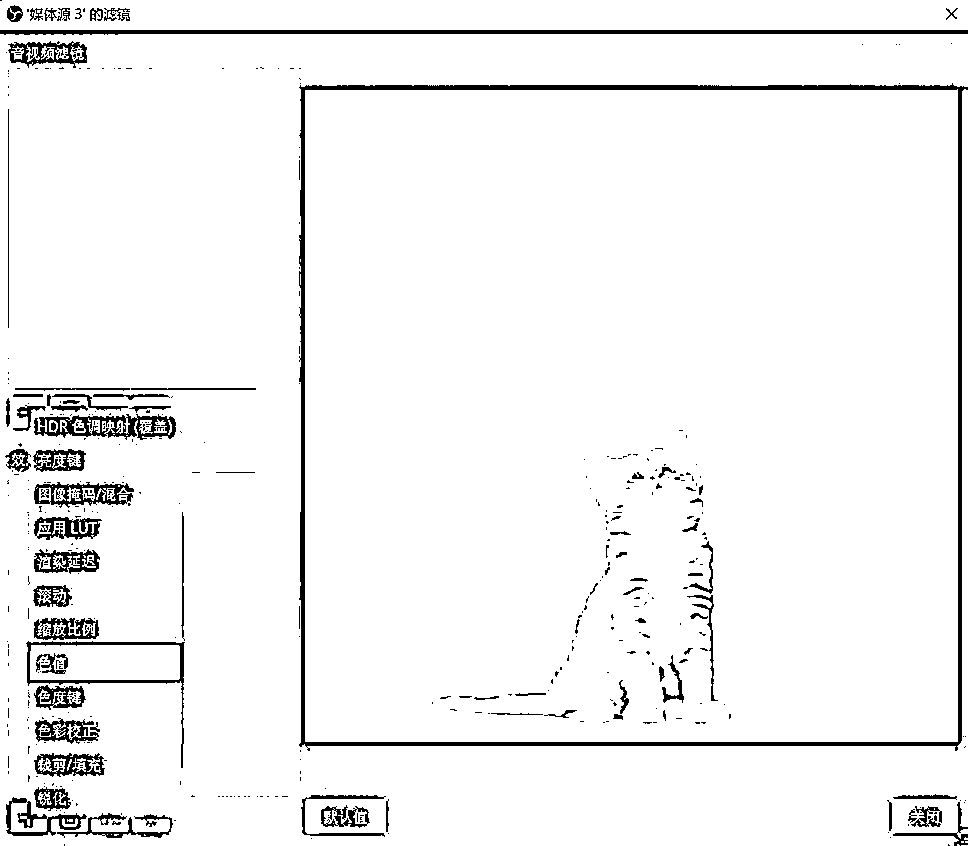 '媒体源 3' 的滤镜
音视频滤镜
HDR 色调映射 (覆盖)
效 亮度键
图像掩码/混合
应用 LUT
渲染延迟
滚动
缩放比例
色值
色度键
色彩校正
裁剪/填充
锐化
默认值
关闭